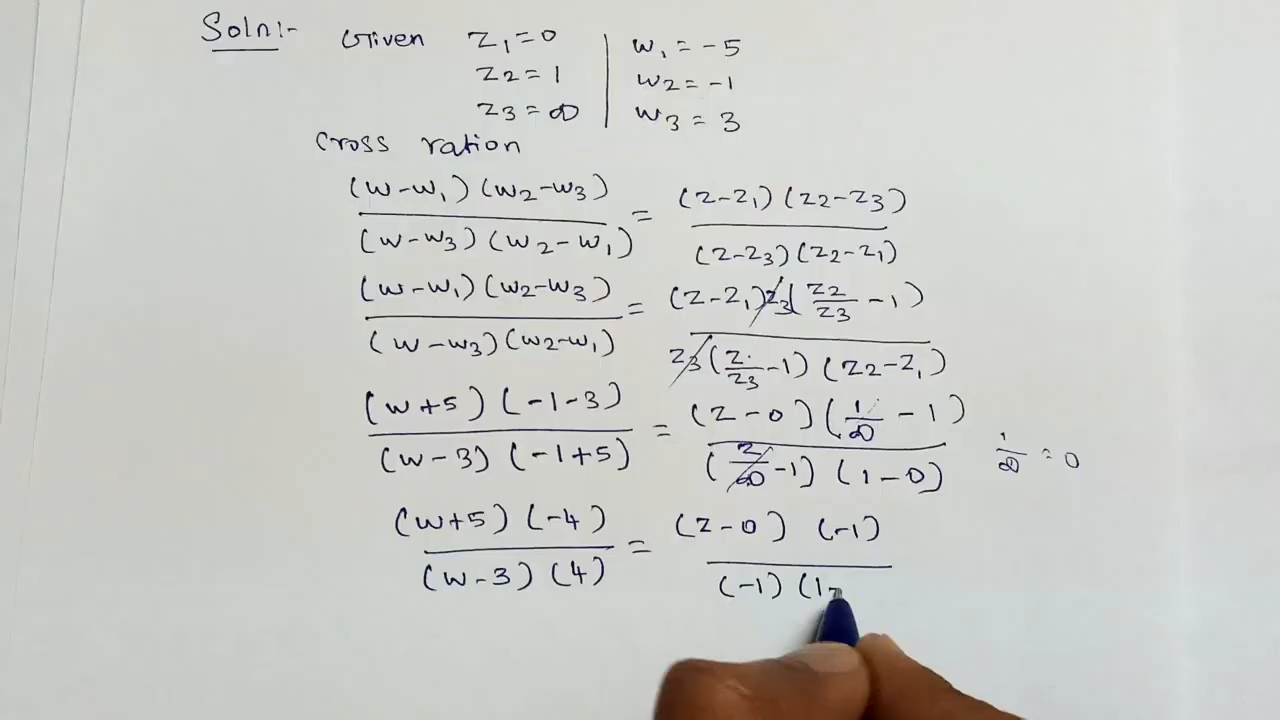 Soln:- Given z1=0 | w1=-5
z2=1 | w2=-1
z3=∞ | w3=3
cross ration
(w-w1)(w2-w3)/(w-w3)(w2-w1) = (z-z1)(z2-z3)/(z-z3)(z2-z1)
(w-w1)(w2-w3)/(w-w3)(w2-w1) = (z-z1)z3(z2/z3-1)/z3(z/z3-1)(z2-z1)
(w+5)(-1-3)/(w-3)(-1+5) = (z-0)(1/∞-1)/(z/∞-1)(1-0) 1/∞=0
(w+5)(-4)/(w-3)(4) = (z-0)(-1)/(-1)(1-